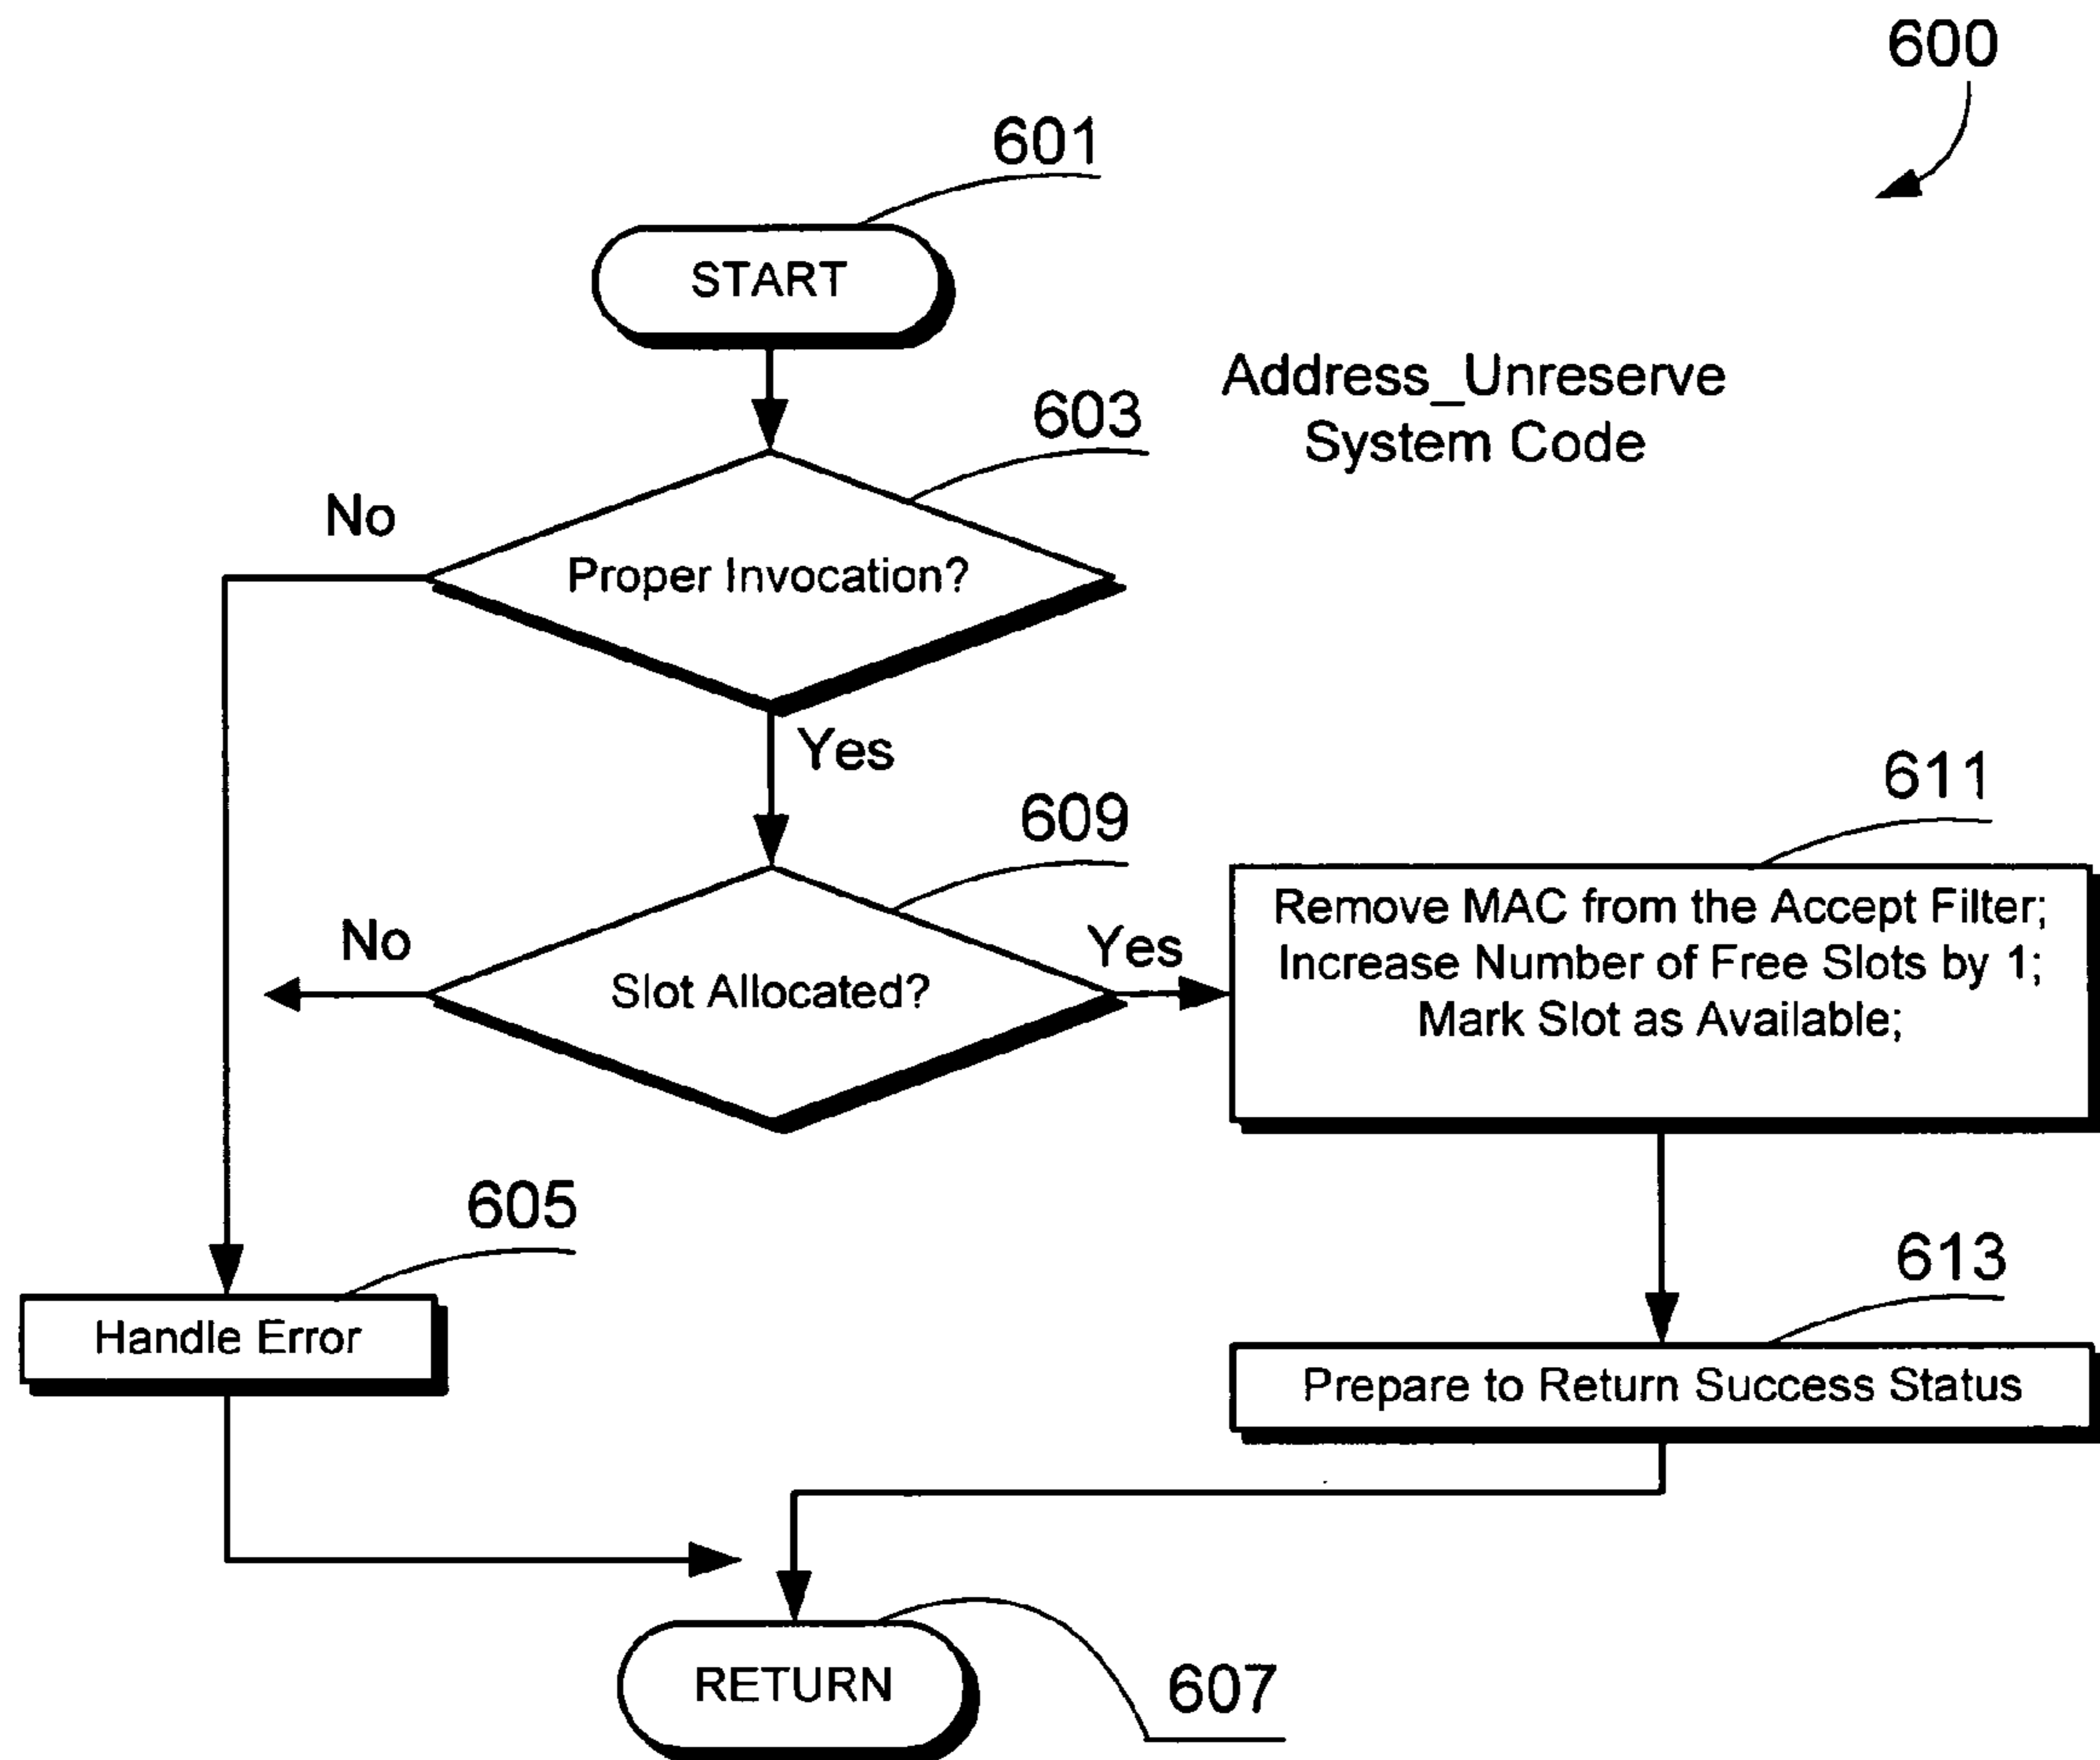 600
601
START
Address_Unreserve
System Code
603
No
Proper Invocation?
Yes
609
611
No
Slot Allocated?
Yes
Remove MAC from the Accept Filter;
Increase Number of Free Slots by 1;
Mark Slot as Available;
605
Handle Error
613
Prepare to Return Success Status
RETURN
607